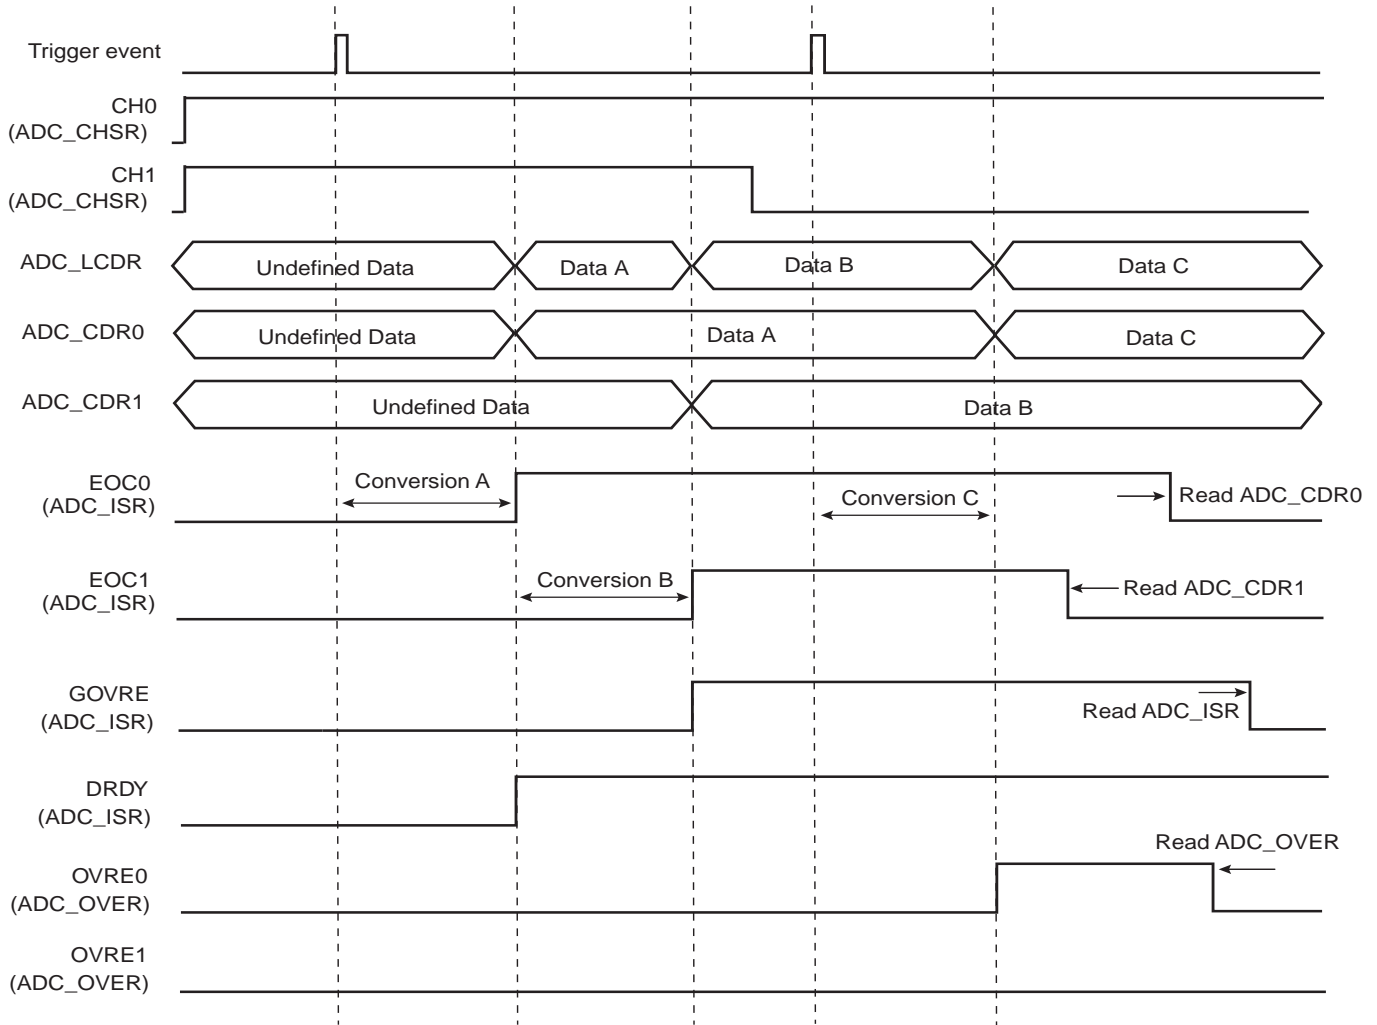 Trigger event
CH0
(ADC_CHSR)
CH1
(ADC_CHSR)
ADC_LCDR
Undefined Data
Data A
Data B
Data C
ADC_CDR0
Undefined Data
Data A
Data C
ADC_CDR1
Undefined Data
Data B
EOC0
(ADC_ISR)
Conversion A
Conversion C
Read ADC_CDR0
EOC1
(ADC_ISR)
Conversion B
Read ADC_CDR1
GOVRE
(ADC_ISR)
Read ADC_ISR
DRDY
(ADC_ISR)
Read ADC_OVER
OVRE0
(ADC_OVER)
OVRE1
(ADC_OVER)